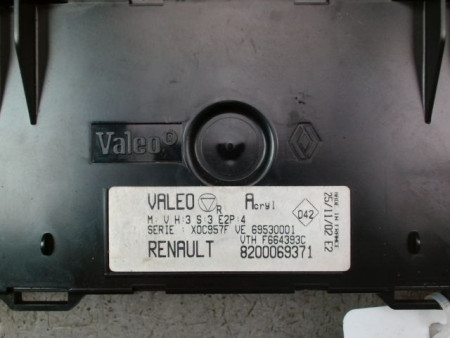 Valeo
VALEO R Acryl
M V H 3 S 3 E2P 4
SERIE : XDC957F VE 69530001
VTH F664393C
RENAULT 8200069371
D42
MADE IN FRANCE
25/11/02 E2